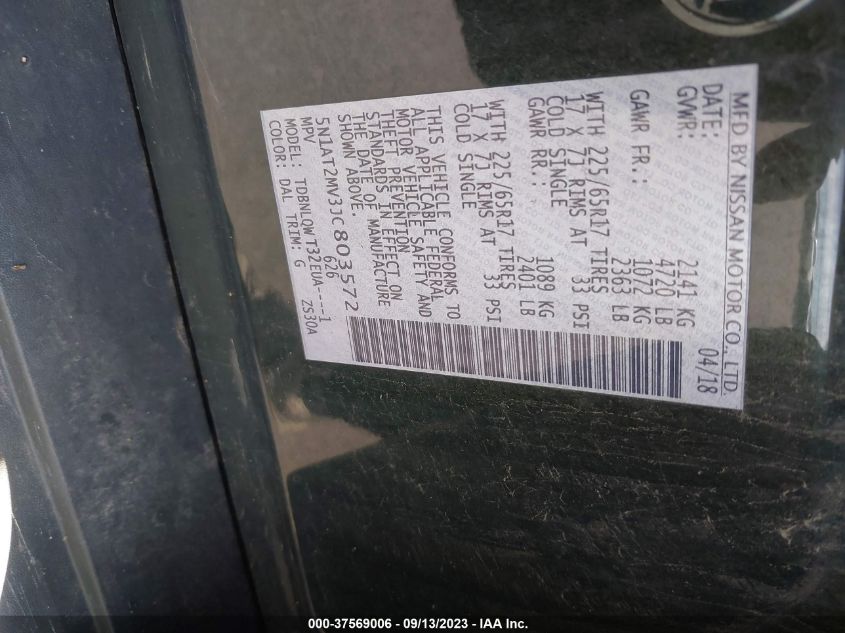 MFD BY NISSAN MOTOR CO., LTD.
DATE: 04/18
GVWR: 2141 KG
4720 LB
GAWR FR.: 1072 KG
2363 LB
WITH 225/65R17 TIRES
17 X 7J RIMS AT 33 PSI
COLD SINGLE
GAWR RR.: 1089 KG
2401 LB
WITH 225/65R17 TIRES
17 X 7J RIMS AT 33 PSI
COLD SINGLE
THIS VEHICLE CONFORMS TO
ALL APPLICABLE FEDERAL
MOTOR VEHICLE SAFETY AND
THEFT PREVENTION
STANDARDS IN EFFECT ON
THE DATE OF MANUFACTURE
SHOWN ABOVE.
5N1AT2MV3JC803572
MPV 626
MODEL: TDBNLQW T32EUA----1
COLOR: DAL TRIM: G ZS30A
000-37569006 - 09/13/2023 - IAA Inc.